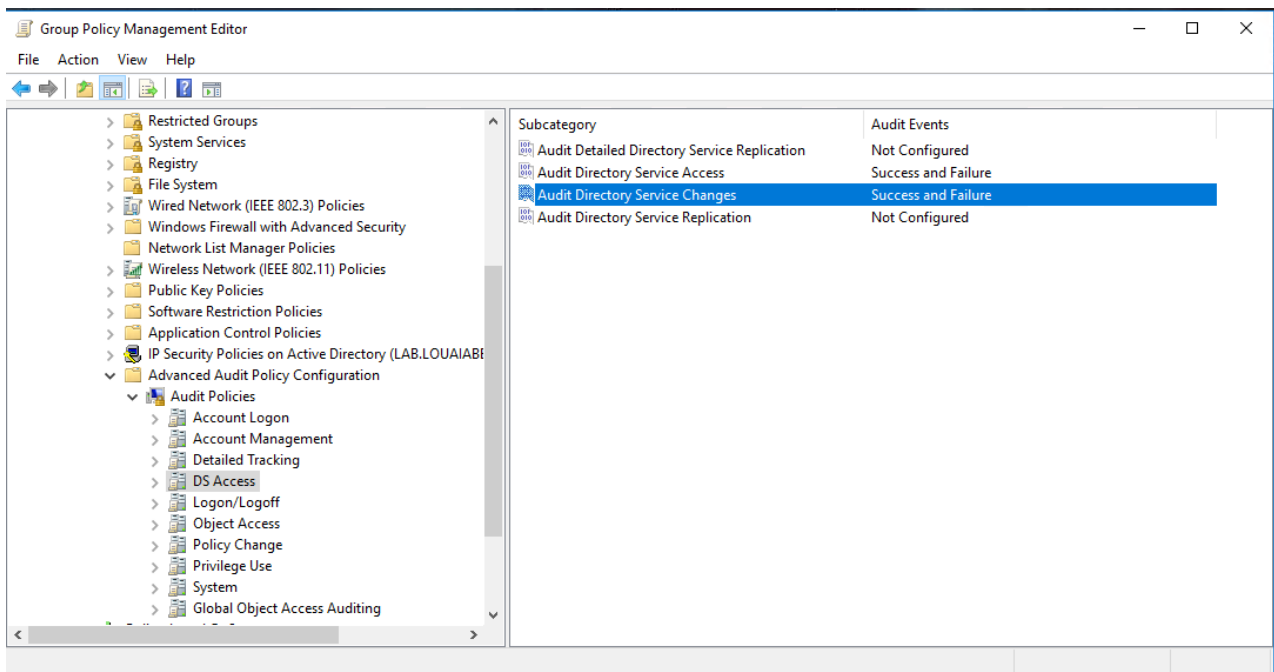 Group Policy Management Editor
File Action View Help
Restricted Groups
System Services
Registry
File System
Wired Network (IEEE 802.3) Policies
Windows Firewall with Advanced Security
Network List Manager Policies
Wireless Network (IEEE 802.11) Policies
Public Key Policies
Software Restriction Policies
Application Control Policies
IP Security Policies on Active Directory (LAB.LOUAIABE
Advanced Audit Policy Configuration
Audit Policies
Account Logon
Account Management
Detailed Tracking
DS Access
Logon/Logoff
Object Access
Policy Change
Privilege Use
System
Global Object Access Auditing
Subcategory Audit Events
Audit Detailed Directory Service Replication Not Configured
Audit Directory Service Access Success and Failure
Audit Directory Service Changes Success and Failure
Audit Directory Service Replication Not Configured